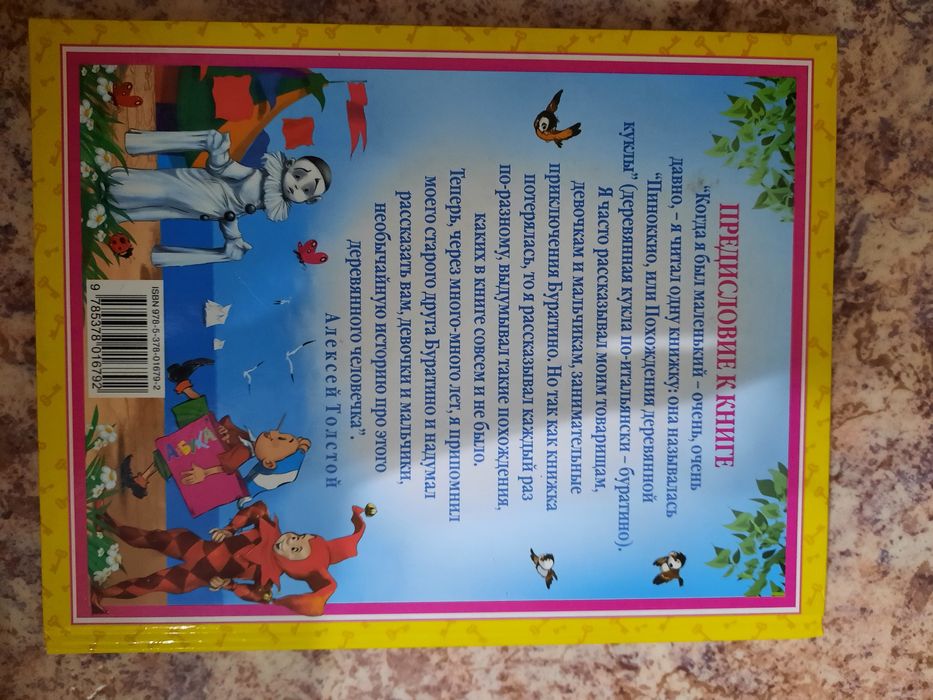 ПРЕДИСЛОВИЕ К КНИГЕ
“Когда я был маленький – очень, очень
давно, – я читал одну книжку: она называлась
“Пиноккио, или Похождения деревянной
куклы” (деревянная кукла по-итальянски – буратино).
Я часто рассказывал моим товарищам,
девочкам и мальчикам, занимательные
приключения Буратино. Но так как книжка
потерялась, то я рассказывал каждый раз
по-разному, выдумывал такие похождения,
каких в книге совсем и не было.
Теперь, через много-много лет, я припомнил
моего старого друга Буратино и надумал
рассказать вам, девочки и мальчики,
необычайную историю про этого
деревянного человечка”.
Алексей Толстой
АЗБУКА
ISBN 978-5-378-01679-2
9 785378 016792